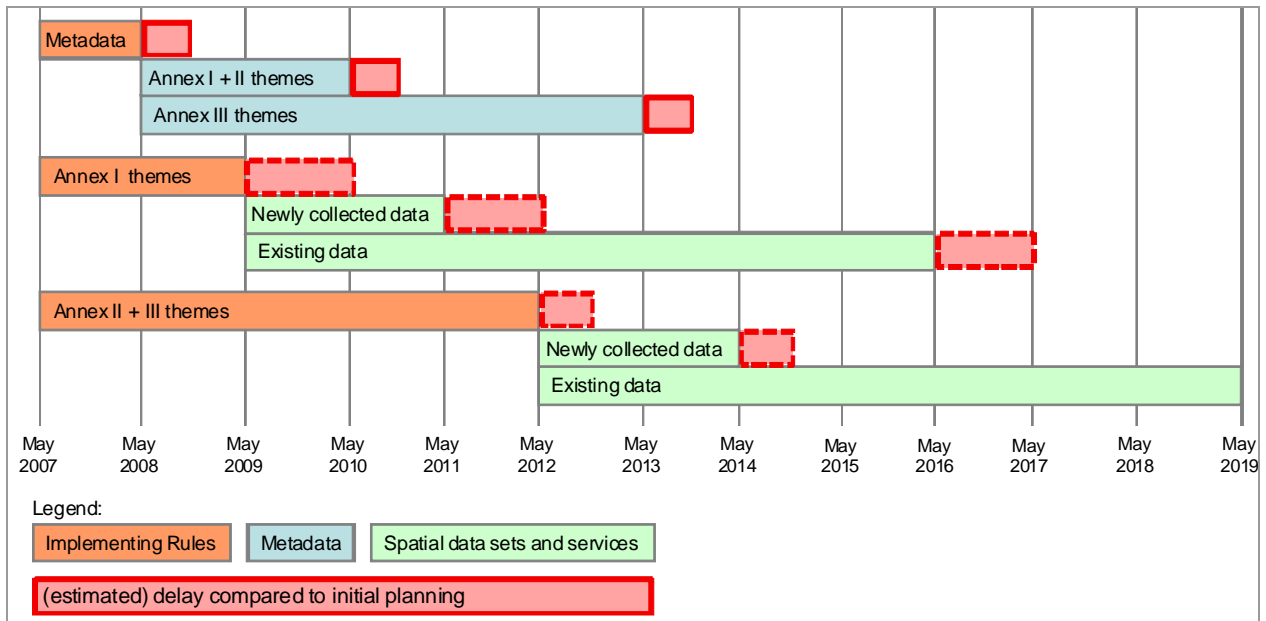 Metadata
Annex I + II themes
Annex III themes
Annex I themes
Newly collected data
Existing data
Annex II + III themes
Newly collected data
Existing data
May May May May May May May May May May May May May
2007 2008 2009 2010 2011 2012 2013 2014 2015 2016 2017 2018 2019
Legend:
Implementing Rules Metadata Spatial data sets and services
(estimated) delay compared to initial planning